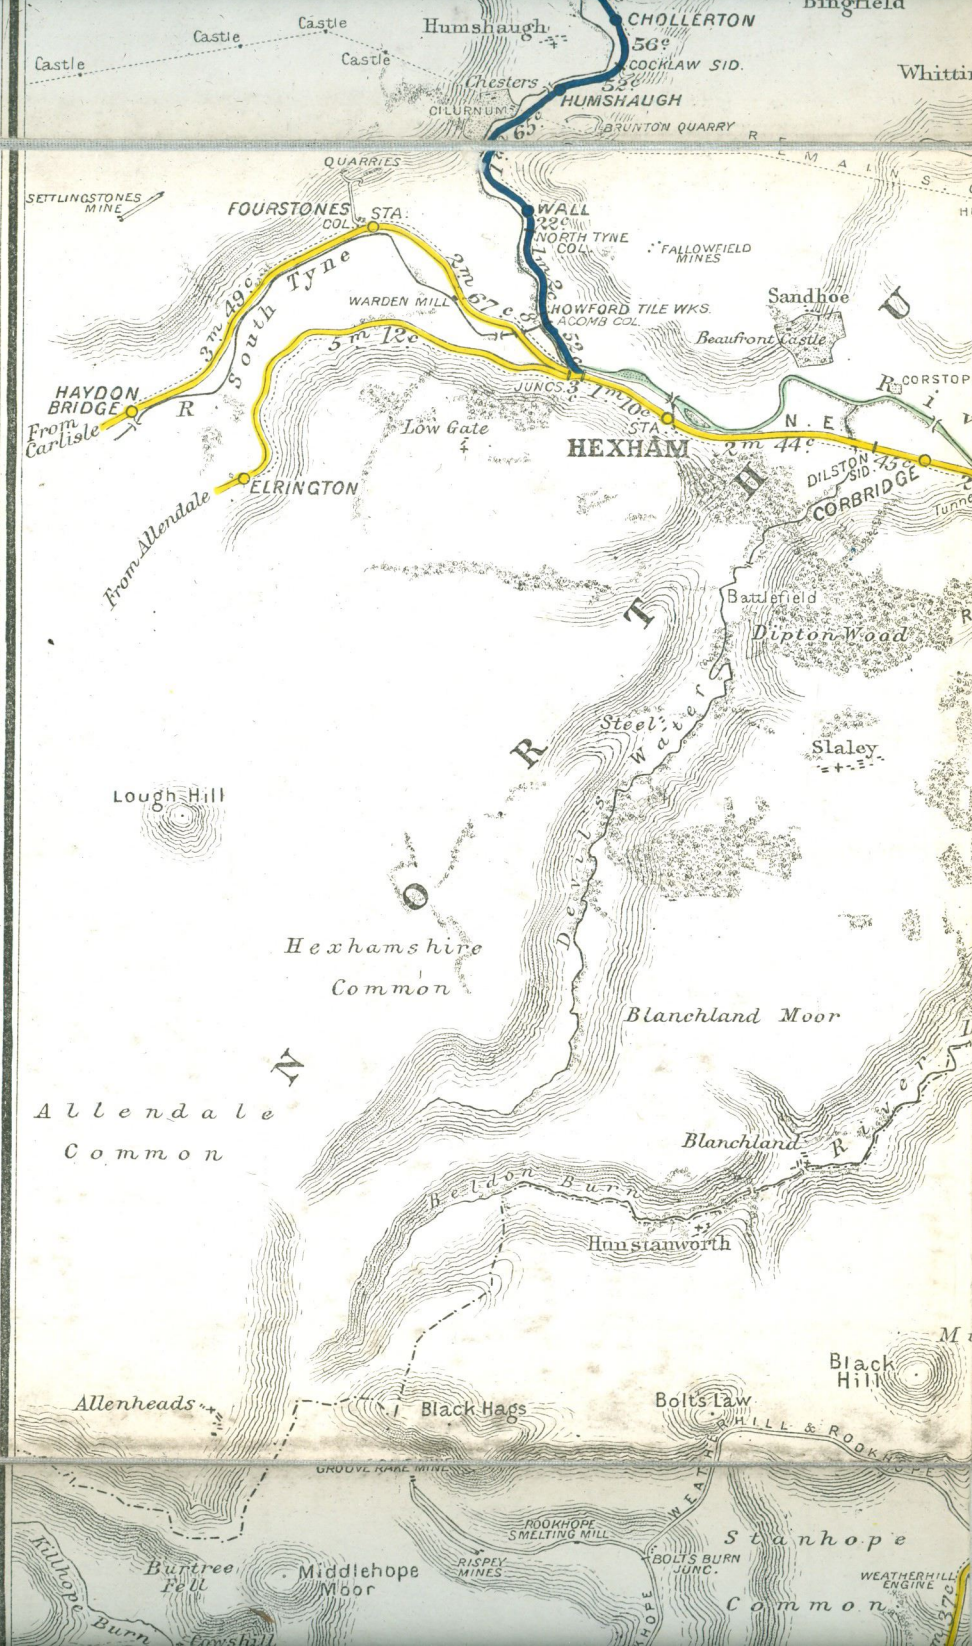 Bingfield
CHOLLERTON
Castle
Castle
Humshaugh
56c
Castle
Castle
COCKLAW SID.
Chesters
52c
HUMSHAUGH
CILURNUM
65c
BRUNTON QUARRY
REMAINS
QUARRIES
SETTLINGSTONES
MINE
FOURSTONES
COL.
STA.
WALL
22c
NORTH TYNE
COL.
FALLOWFIELD
MINES
3m 49c
South Tyne
2m 67c
WARDEN MILL
HOWFORD TILE WKS.
ACOMB COL.
Sandhoe
U
Beaufront Castle
5m 12c
HAYDON
BRIDGE
R
From
Carlisle
JUNCS. 3c
1m 10c
R
CORSTOP
Low Gate
STA.
HEXHAM
N.E.
2m 44c
DILSTON
SID.
45c
CORBRIDGE
ELRINGTON
From Allendale
H
Tunne
Battlefield
T
Dipton Wood
Steel
Devil's Water
R
Slaley
Lough Hill
O
Hexhamshire
Common
Blanchland Moor
N
Allendale
Common
Blanchland
River
Beldon Burn
Hunstanworth
Black
Hill
Allenheads
Black Hags
Bolts Law
WEATHERHILL & ROOKHOPE
GROOVE RAKE MINE
ROOKHOPE
SMELTING MILL
Stanhope
Common
Killhope Burn
Burtree
Fell
Middlehope
Moor
RISPEY
MINES
BOLTS BURN
JUNC.
WEATHERHILL
ENGINE
37c
Cowshill